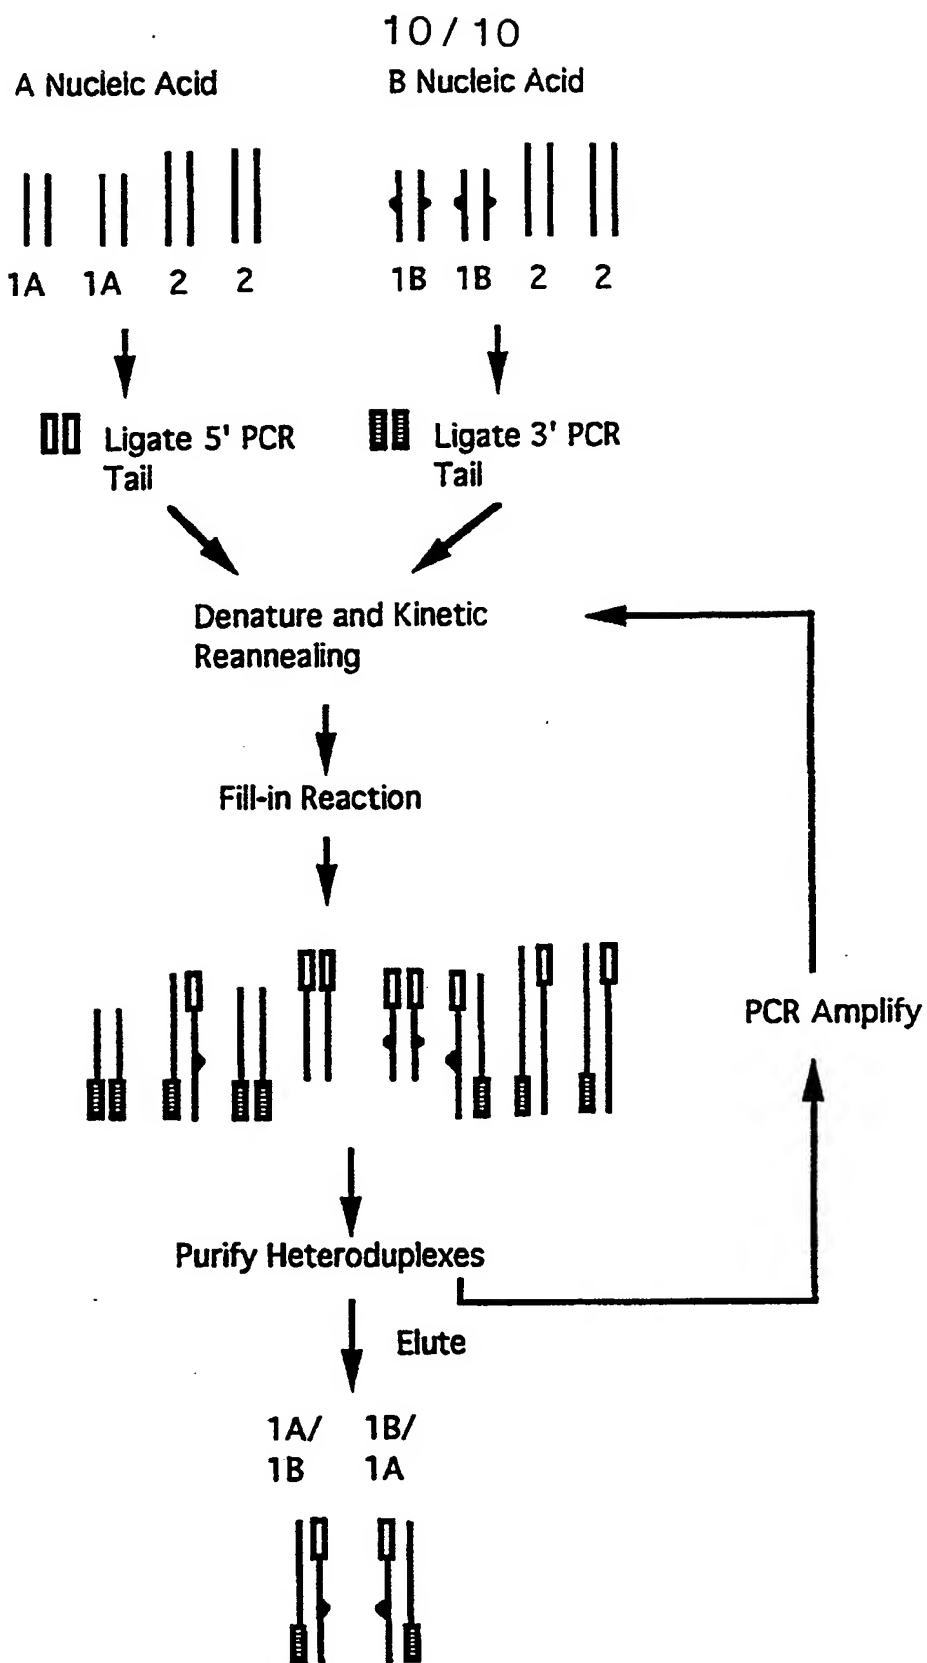 10/10
A Nucleic Acid
B Nucleic Acid
1A 1A 2 2
1B 1B 2 2
Ligate 5' PCR
Tail
Ligate 3' PCR
Tail
Denature and Kinetic
Reannealing
Fill-in Reaction
PCR Amplify
Purify Heteroduplexes
Elute
1A/
1B
1B/
1A